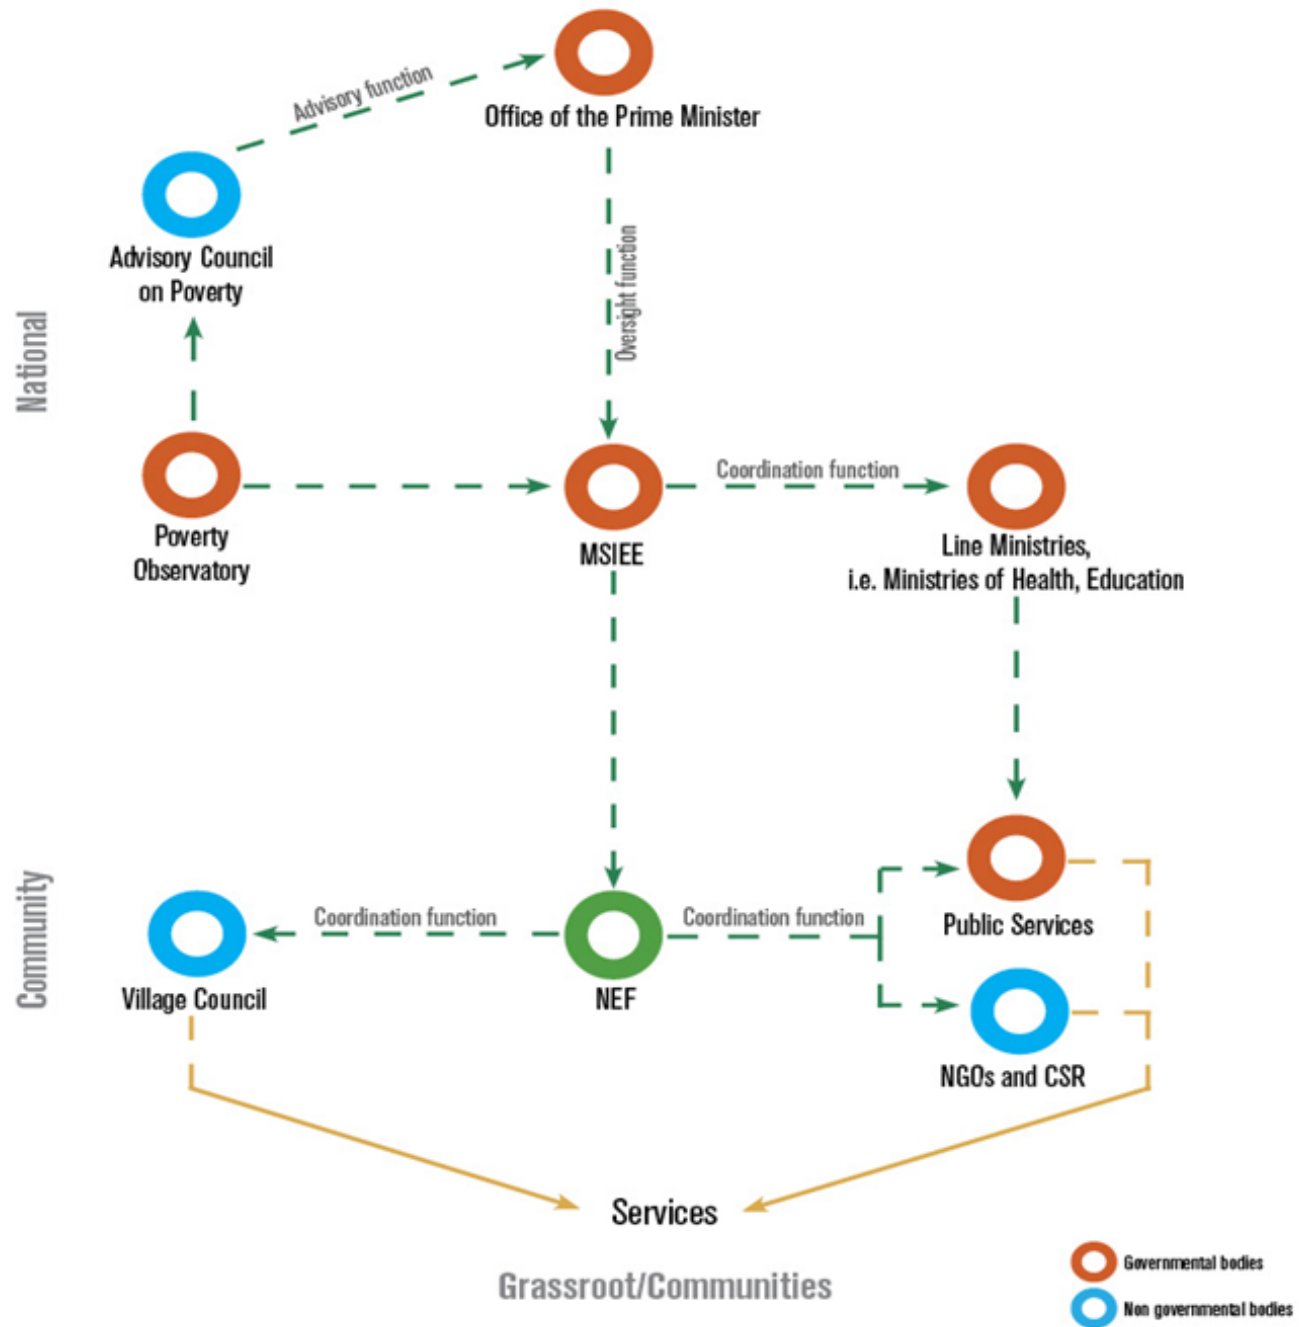 Advisory function
Office of the Prime Minister
Advisory Council
on Poverty
Oversight function
National
Poverty
Observatory
MSIEE
Coordination function
Line Ministries,
i.e. Ministries of Health, Education
Community
Village Council
Coordination function
NEF
Coordination function
Public Services
NGOs and CSR
Services
Grassroot/Communities
Governmental bodies
Non governmental bodies